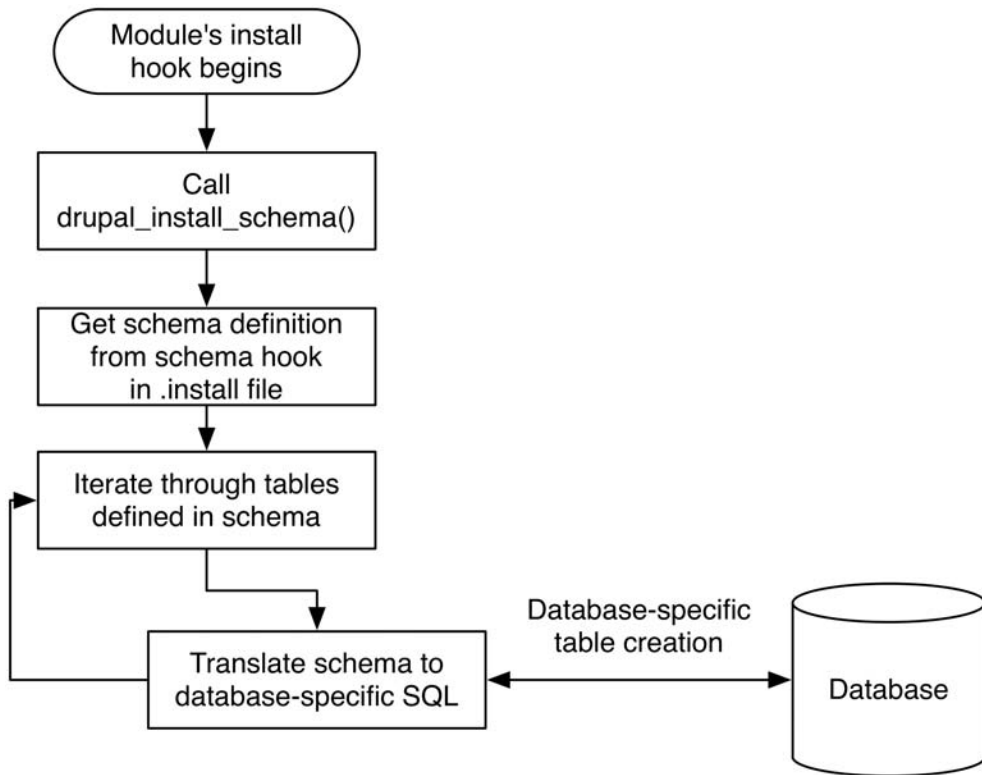 Module's install
hook begins
Call
drupal_install_schema()
Get schema definition
from schema hook
in .install file
Iterate through tables
defined in schema
Translate schema to
database-specific SQL
Database-specific
table creation
Database